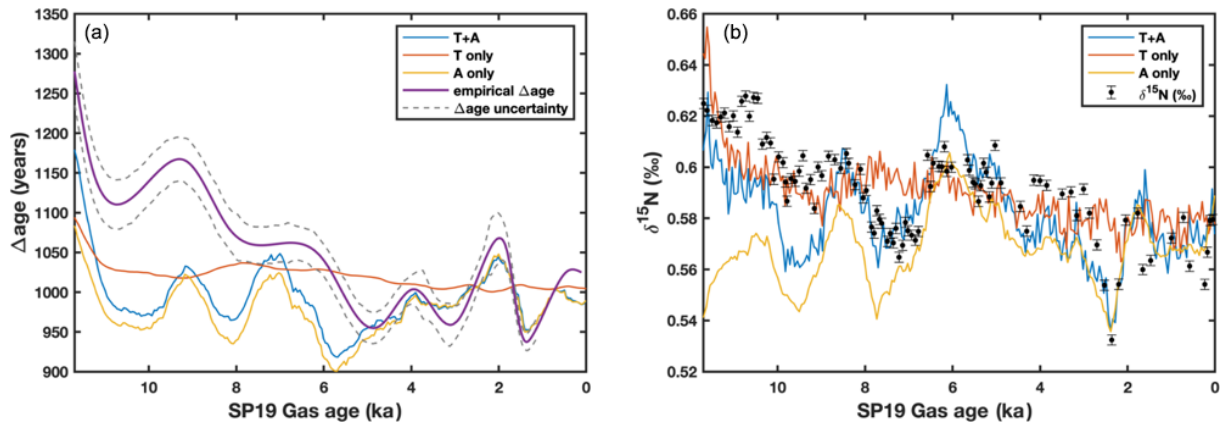 (a)
T+A
T only
A only
empirical Δage
Δage uncertainty
1350
1300
1250
1200
1150
1100
1050
1000
950
900
Δage (years)
10 8 6 4 2 0
SP19 Gas age (ka)
(b)
T+A
T only
A only
δ¹⁵N (‰)
0.66
0.64
0.62
0.6
0.58
0.56
0.54
0.52
δ¹⁵N (‰)
10 8 6 4 2 0
SP19 Gas age (ka)